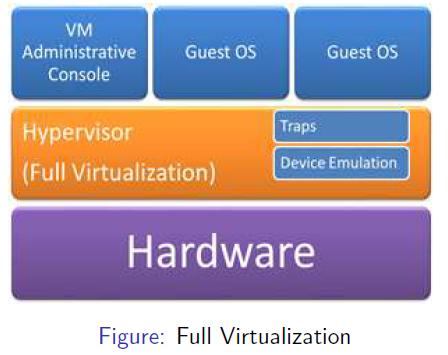 VM
Administrative
Console
Guest OS
Guest OS
Hypervisor
(Full Virtualization)
Traps
Device Emulation
Hardware
Figure: Full Virtualization